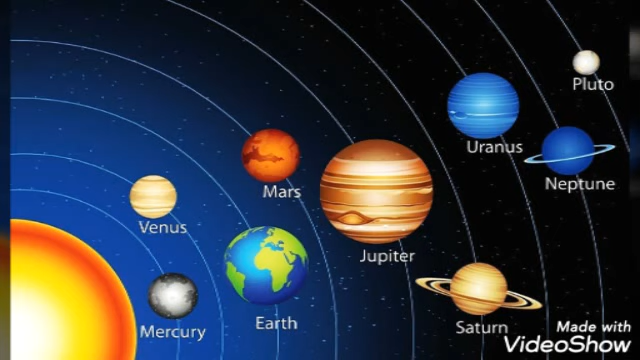 Pluto
Uranus
Neptune
Mars
Venus
Jupiter
Mercury
Earth
Saturn
Made with
VideoShow